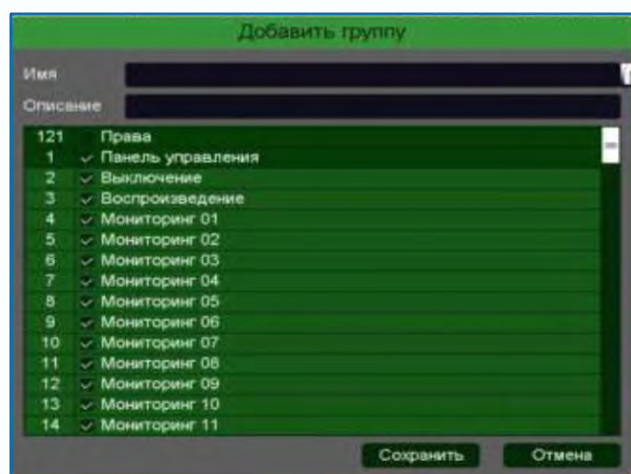 Добавить группу
Имя
Описание
121 Права
1 Панель управления
2 Выключение
3 Воспроизведение
4 Мониторинг 01
5 Мониторинг 02
6 Мониторинг 03
7 Мониторинг 04
8 Мониторинг 05
9 Мониторинг 06
10 Мониторинг 07
11 Мониторинг 08
12 Мониторинг 09
13 Мониторинг 10
14 Мониторинг 11
Сохранить Отмена